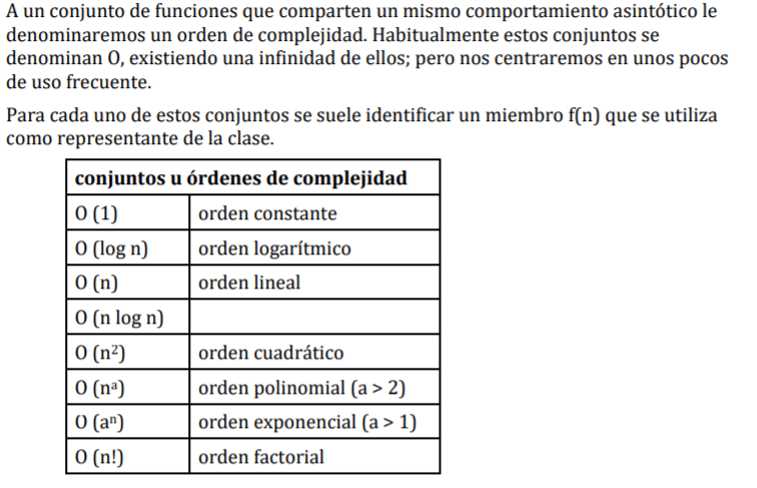 A un conjunto de funciones que comparten un mismo comportamiento asintótico le
denominaremos un orden de complejidad. Habitualmente estos conjuntos se
denominan O, existiendo una infinidad de ellos; pero nos centraremos en unos pocos
de uso frecuente.
Para cada uno de estos conjuntos se suele identificar un miembro f(n) que se utiliza
como representante de la clase.
conjuntos u órdenes de complejidad
O (1) orden constante
O (log n) orden logarítmico
O (n) orden lineal
O (n log n)
O (n²) orden cuadrático
O (nᵃ) orden polinomial (a > 2)
O (aⁿ) orden exponencial (a > 1)
O (n!) orden factorial